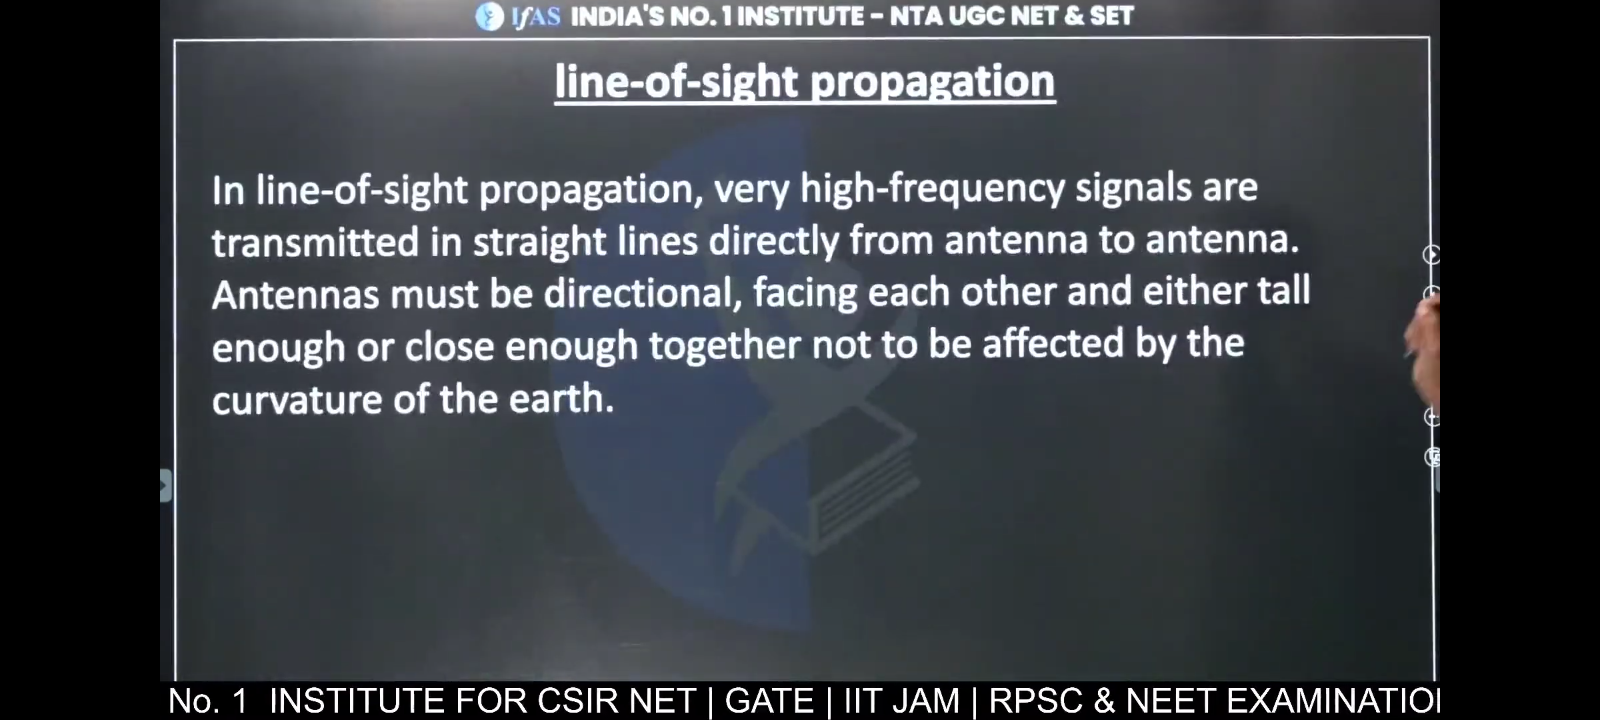 IfAS INDIA'S NO. 1 INSTITUTE – NTA UGC NET & SET
line-of-sight propagation
In line-of-sight propagation, very high-frequency signals are
transmitted in straight lines directly from antenna to antenna.
Antennas must be directional, facing each other and either tall
enough or close enough together not to be affected by the
curvature of the earth.
No. 1 INSTITUTE FOR CSIR NET | GATE | IIT JAM | RPSC & NEET EXAMINATIO